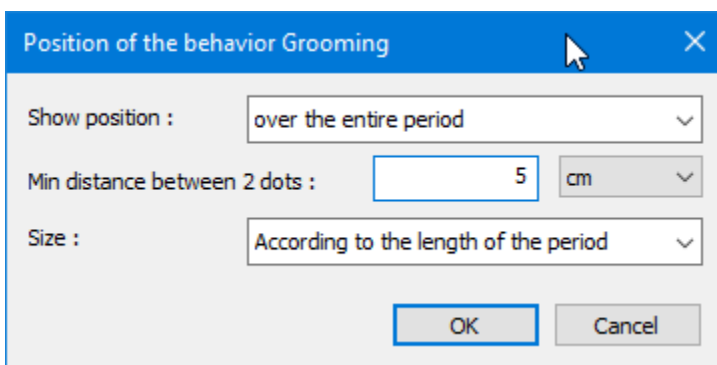 Position of the behavior Grooming
Show position : over the entire period
Min distance between 2 dots : 5 cm
Size : According to the length of the period
OK Cancel